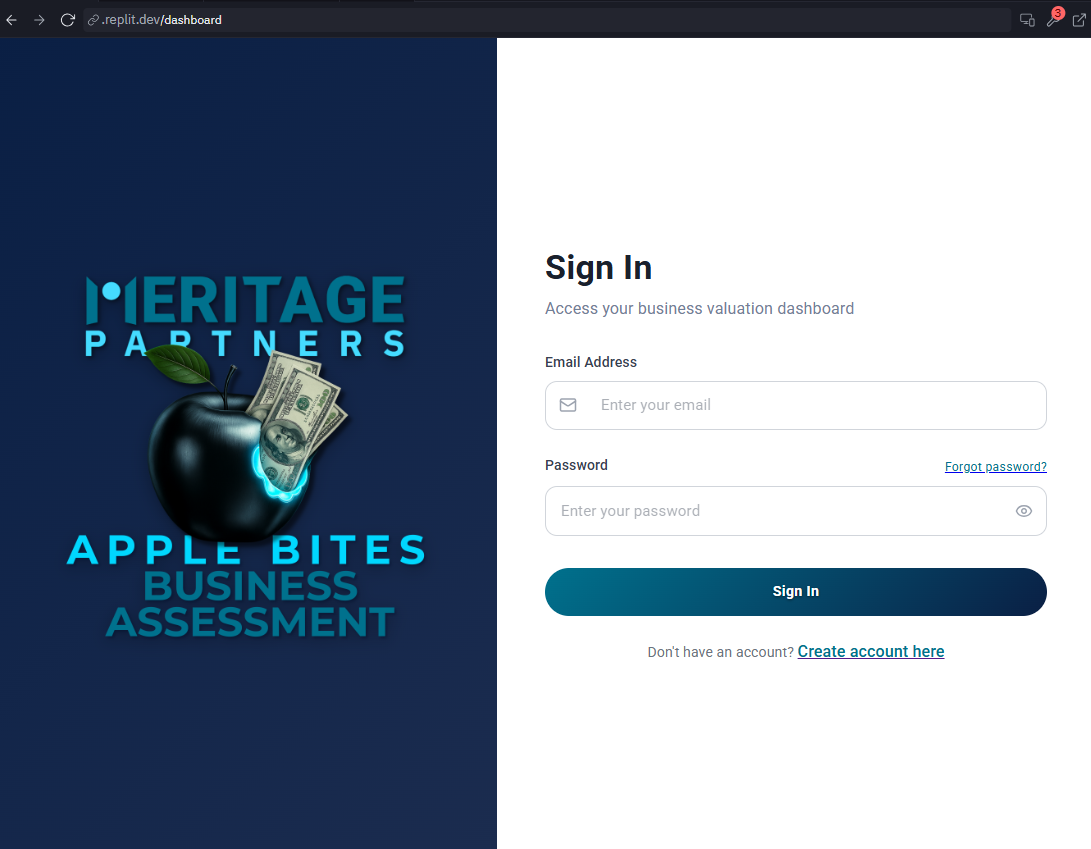 .replit.dev/dashboard
3
MERITAGE
PARTNERS
APPLE BITES
BUSINESS
ASSESSMENT
Sign In
Access your business valuation dashboard
Email Address
Enter your email
Password
Forgot password?
Enter your password
Sign In
Don't have an account? Create account here